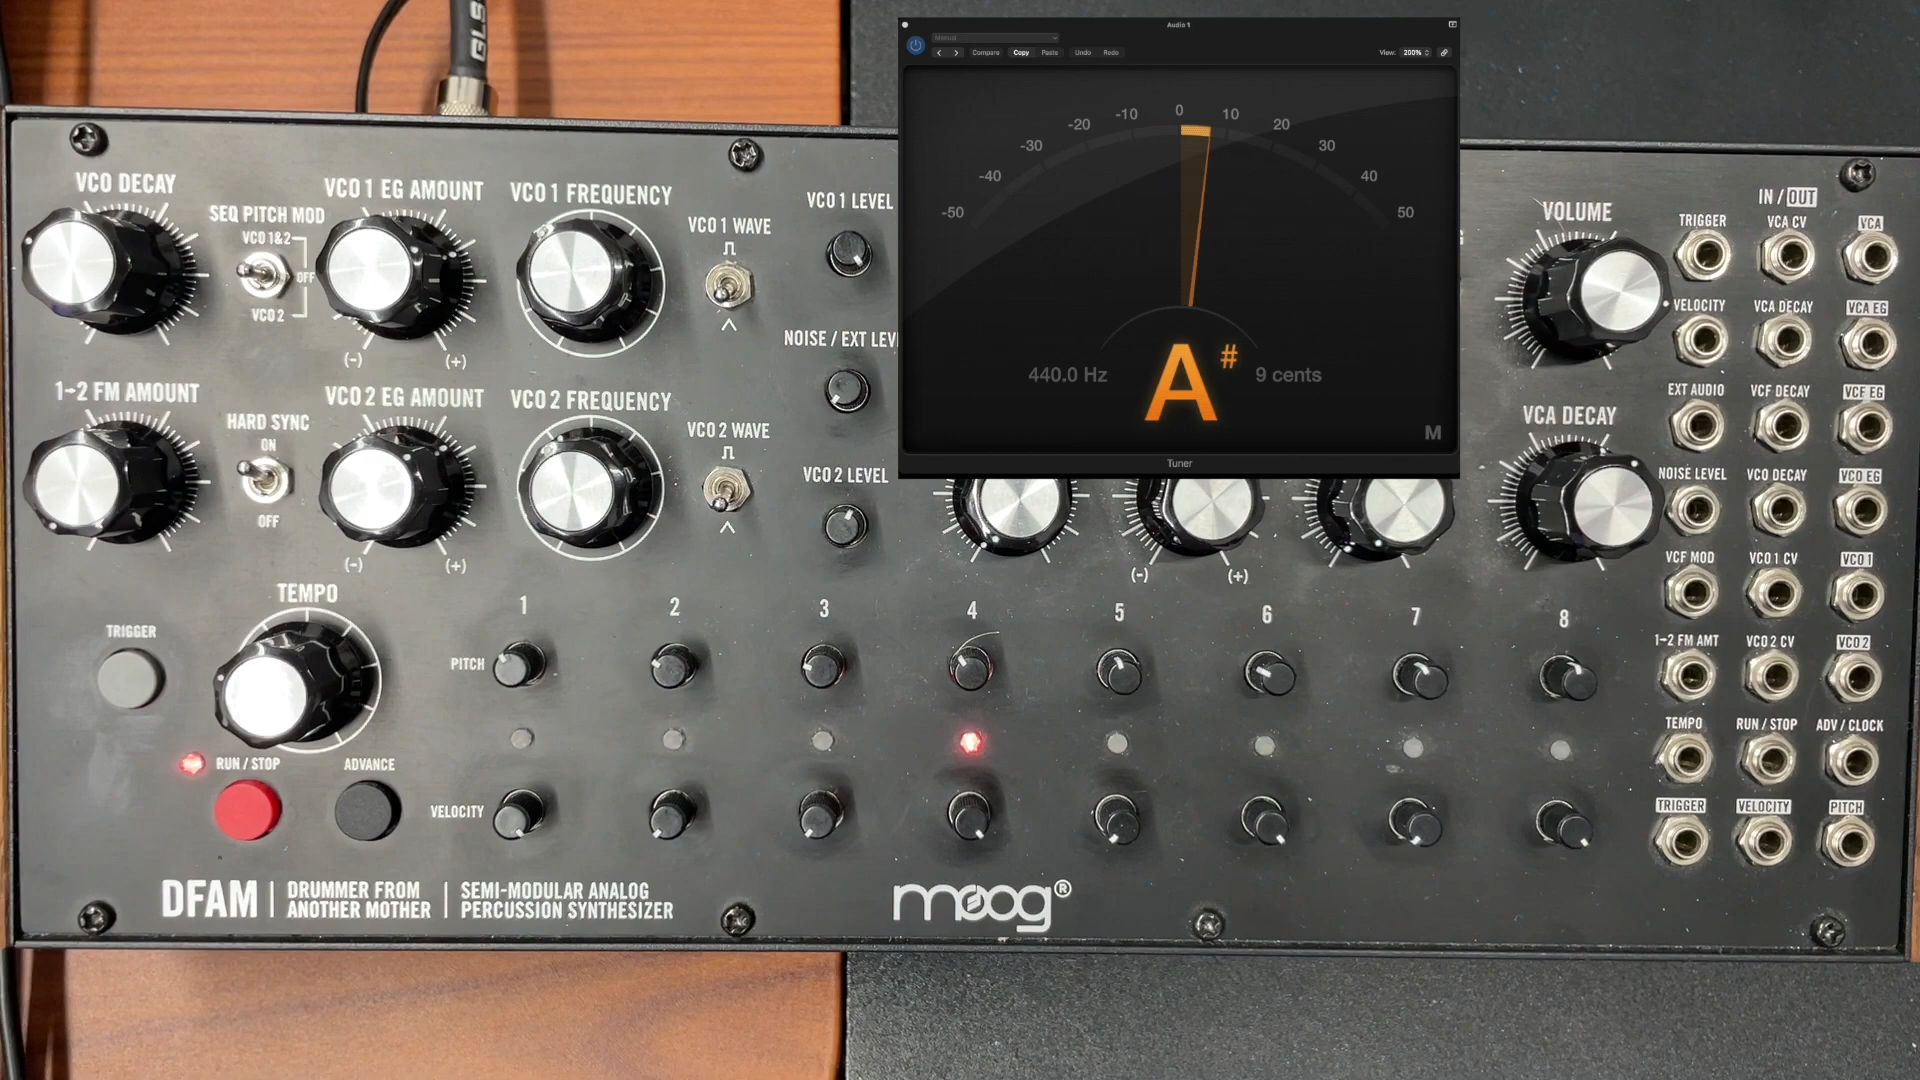 GLS
Audio 1
Manual
Compare Copy Paste Undo Redo
View: 200%
-50 -40 -30 -20 -10 0 10 20 30 40 50
440.0 Hz A # 9 cents
M
Tuner
VCO DECAY
SEQ PITCH MOD
VCO 1&2
OFF
VCO 2
VCO 1 EG AMOUNT
(-) (+)
VCO 1 FREQUENCY
VCO 1 WAVE
VCO 1 LEVEL
NOISE / EXT LEV
1→2 FM AMOUNT
HARD SYNC
ON
OFF
VCO 2 EG AMOUNT
(-) (+)
VCO 2 FREQUENCY
VCO 2 WAVE
VCO 2 LEVEL
(-) (+)
VOLUME
VCA DECAY
IN / OUT
TRIGGER VCA CV VCA
VELOCITY VCA DECAY VCA EG
EXT AUDIO VCF DECAY VCF EG
NOISE LEVEL VCO DECAY VCO EG
VCF MOD VCO 1 CV VCO 1
1→2 FM AMT VCO 2 CV VCO 2
TEMPO RUN / STOP ADV / CLOCK
TRIGGER VELOCITY PITCH
TEMPO
TRIGGER
1 2 3 4 5 6 7 8
PITCH
RUN / STOP
ADVANCE
VELOCITY
DFAM
DRUMMER FROM
ANOTHER MOTHER
SEMI-MODULAR ANALOG
PERCUSSION SYNTHESIZER
moog®